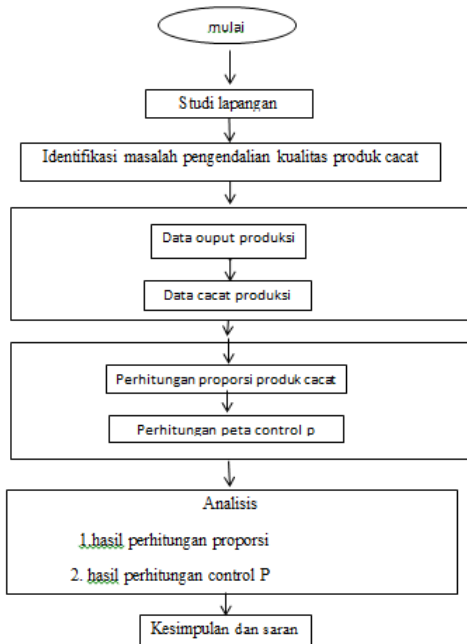 mulai
Studi lapangan
Identifikasi masalah pengendalian kualitas produk cacat
Data ouput produksi
Data cacat produksi
Perhitungan proporsi produk cacat
Perhitungan peta control p
Analisis
1.hasil perhitungan proporsi
2. hasil perhitungan control P
Kesimpulan dan saran